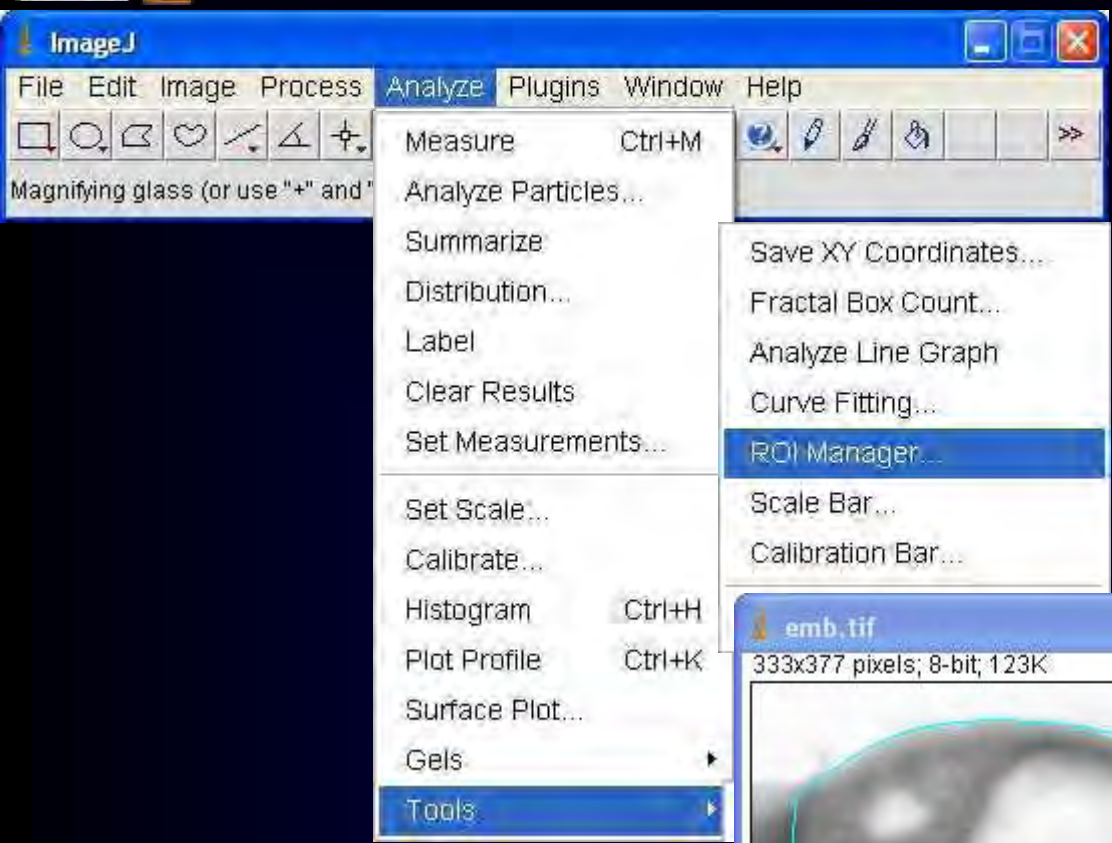 ImageJ
File Edit Image Process Analyze Plugins Window Help
>>
Magnifying glass (or use "+" and "
Measure Ctrl+M
Analyze Particles...
Summarize
Distribution...
Label
Clear Results
Set Measurements...
Set Scale...
Calibrate...
Histogram Ctrl+H
Plot Profile Ctrl+K
Surface Plot...
Gels
Tools
Save XY Coordinates...
Fractal Box Count...
Analyze Line Graph
Curve Fitting...
ROI Manager...
Scale Bar...
Calibration Bar...
emb.tif
333x377 pixels; 8-bit; 123K